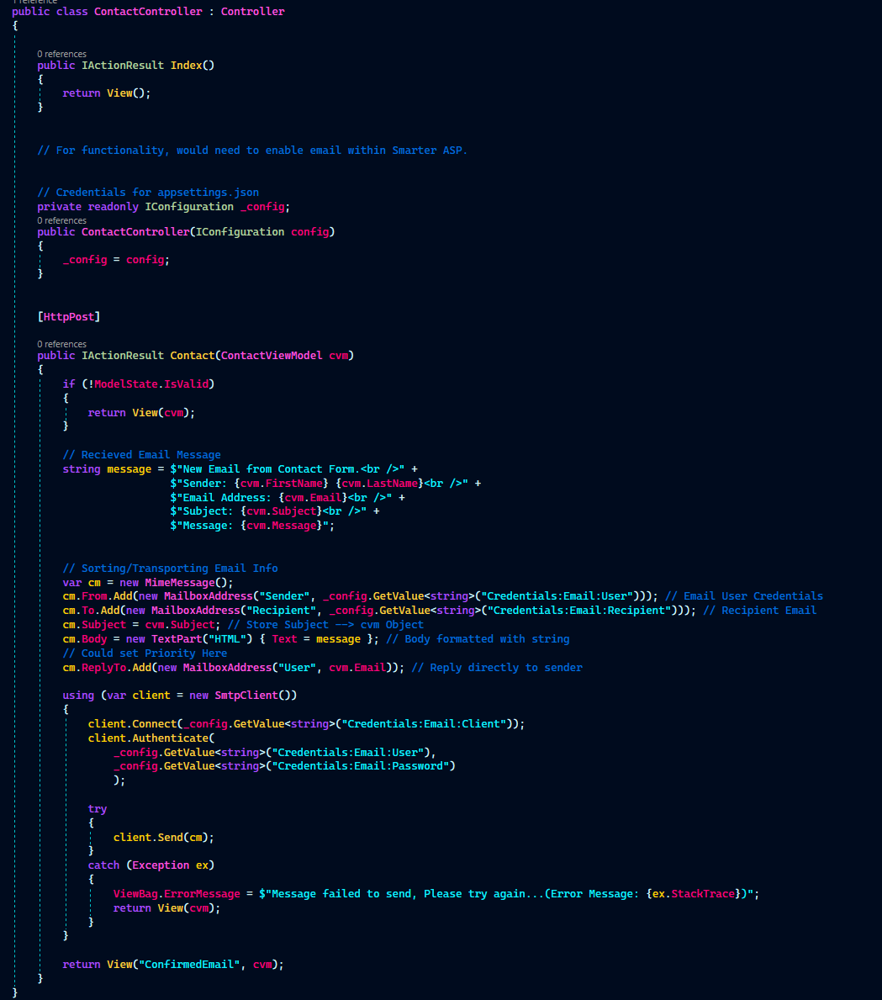 1 reference
public class ContactController : Controller
{
0 references
public IActionResult Index()
{
return View();
}
// For functionality, would need to enable email within Smarter ASP.
// Credentials for appsettings.json
private readonly IConfiguration _config;
0 references
public ContactController(IConfiguration config)
{
_config = config;
}
[HttpPost]
0 references
public IActionResult Contact(ContactViewModel cvm)
{
if (!ModelState.IsValid)
{
return View(cvm);
}
// Recieved Email Message
string message = $"New Email from Contact Form.<br />" +
$"Sender: {cvm.FirstName} {cvm.LastName}<br />" +
$"Email Address: {cvm.Email}<br />" +
$"Subject: {cvm.Subject}<br />" +
$"Message: {cvm.Message}";
// Sorting/Transporting Email Info
var cm = new MimeMessage();
cm.From.Add(new MailboxAddress("Sender", _config.GetValue<string>("Credentials:Email:User"))); // Email User Credentials
cm.To.Add(new MailboxAddress("Recipient", _config.GetValue<string>("Credentials:Email:Recipient"))); // Recipient Email
cm.Subject = cvm.Subject; // Store Subject --> cvm Object
cm.Body = new TextPart("HTML") { Text = message }; // Body formatted with string
// Could set Priority Here
cm.ReplyTo.Add(new MailboxAddress("User", cvm.Email)); // Reply directly to sender
using (var client = new SmtpClient())
{
client.Connect(_config.GetValue<string>("Credentials:Email:Client"));
client.Authenticate(
_config.GetValue<string>("Credentials:Email:User"),
_config.GetValue<string>("Credentials:Email:Password")
);
try
{
client.Send(cm);
}
catch (Exception ex)
{
ViewBag.ErrorMessage = $"Message failed to send, Please try again...(Error Message: {ex.StackTrace})";
return View(cvm);
}
}
return View("ConfirmedEmail", cvm);
}
}